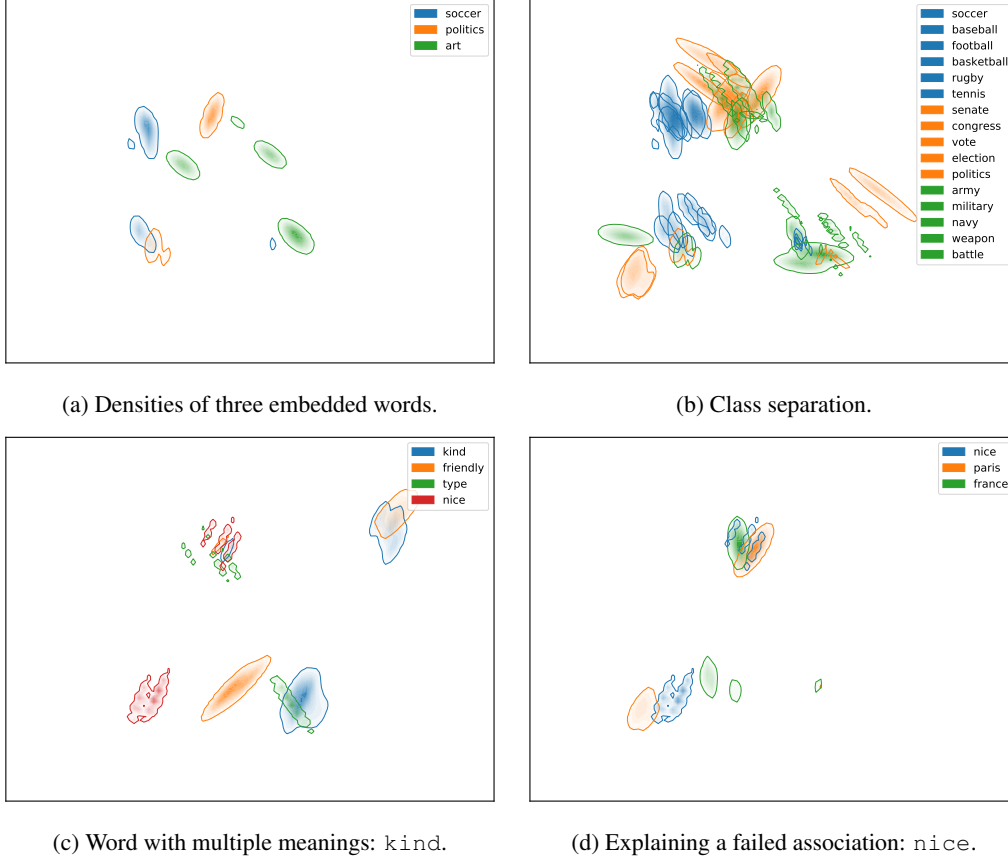 soccer
politics
art
soccer
baseball
football
basketball
rugby
tennis
senate
congress
vote
election
politics
army
military
navy
weapon
battle
(a) Densities of three embedded words.
(b) Class separation.
kind
friendly
type
nice
nice
paris
france
(c) Word with multiple meanings: kind.
(d) Explaining a failed association: nice.